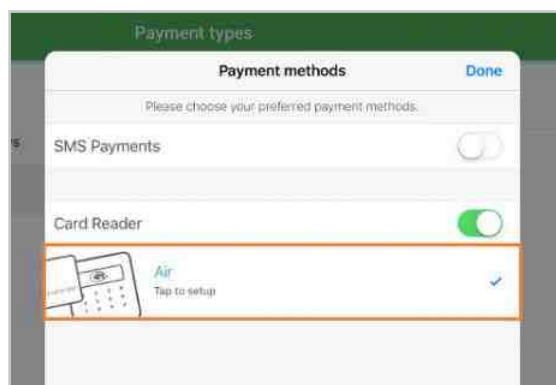 Payment types
Payment methods
Done
Please choose your preferred payment methods.
SMS Payments
Card Reader
Air
Tap to setup